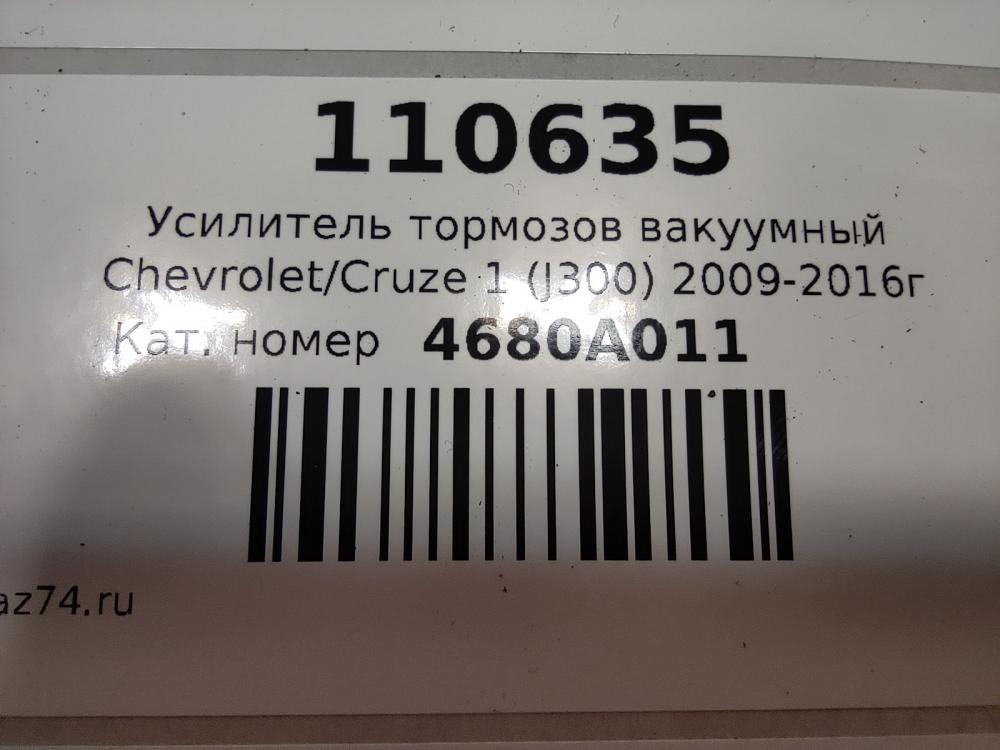 110635
Усилитель тормозов вакуумный
Chevrolet/Cruze 1 (J300) 2009-2016г
Кат. номер 4680A011
az74.ru